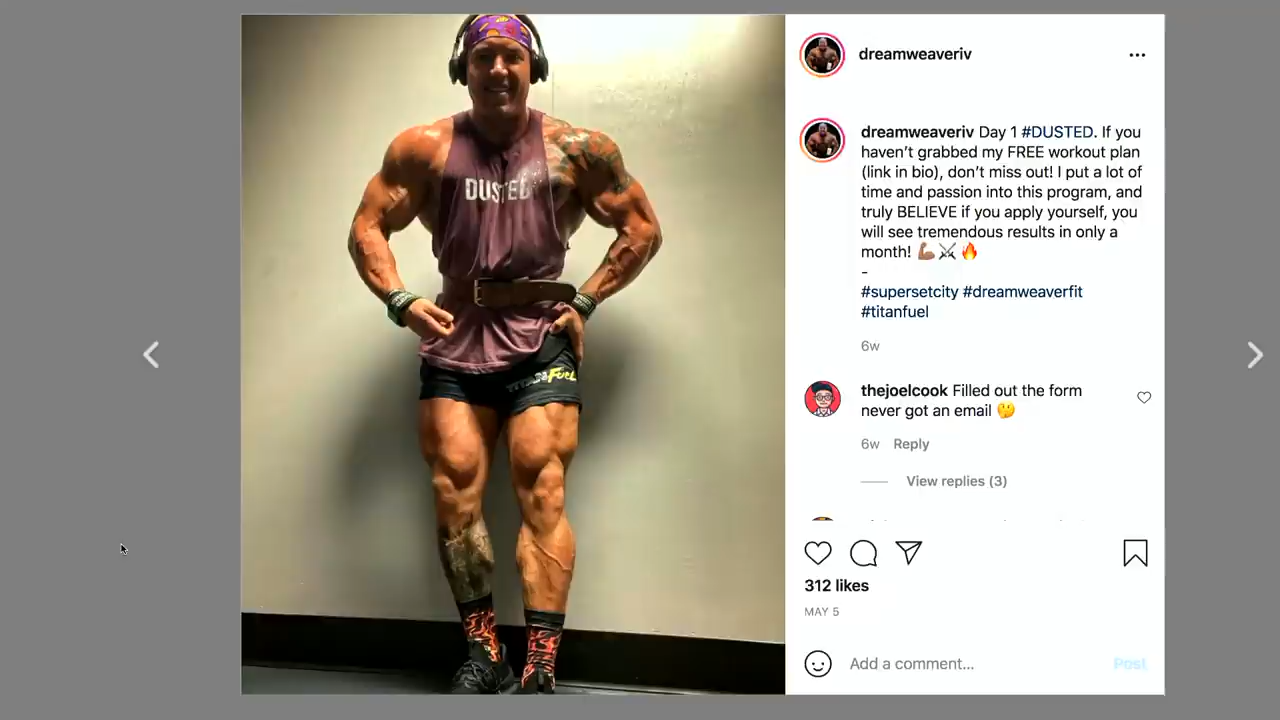 DUSTED
FUEL
dreamweaveriv
dreamweaveriv Day 1 #DUSTED. If you
haven’t grabbed my FREE workout plan
(link in bio), don’t miss out! I put a lot of
time and passion into this program, and
truly BELIEVE if you apply yourself, you
will see tremendous results in only a
month! 💪🏽⚔️🔥
-
#supersetcity #dreamweaverfit
#titanfuel
6w
thejoelcook Filled out the form
never got an email 🤔
6w Reply
View replies (3)
312 likes
MAY 5
Add a comment...
Post